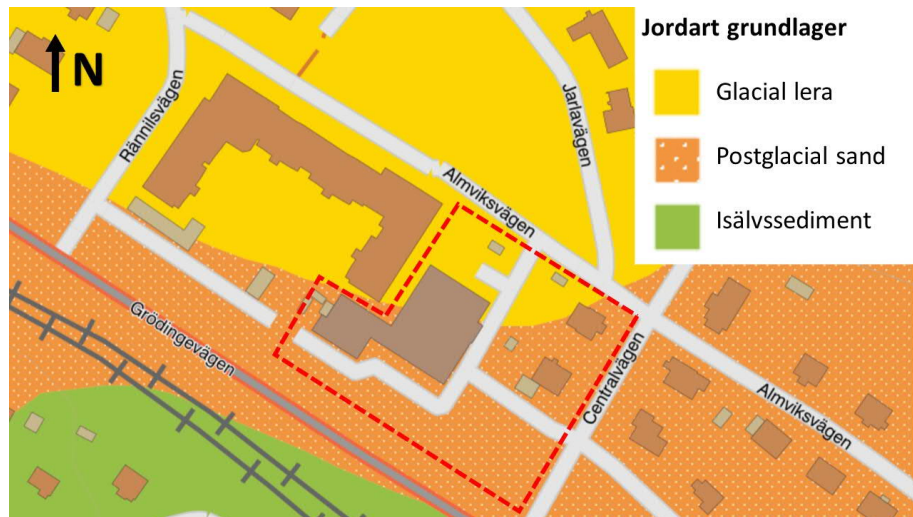 N
Rännilsvägen
Almviksvägen
Jarlavägen
Grödingevägen
Centralvägen
Almviksvägen
Jordart grundlager
Glacial lera
Postglacial sand
Isälvssediment